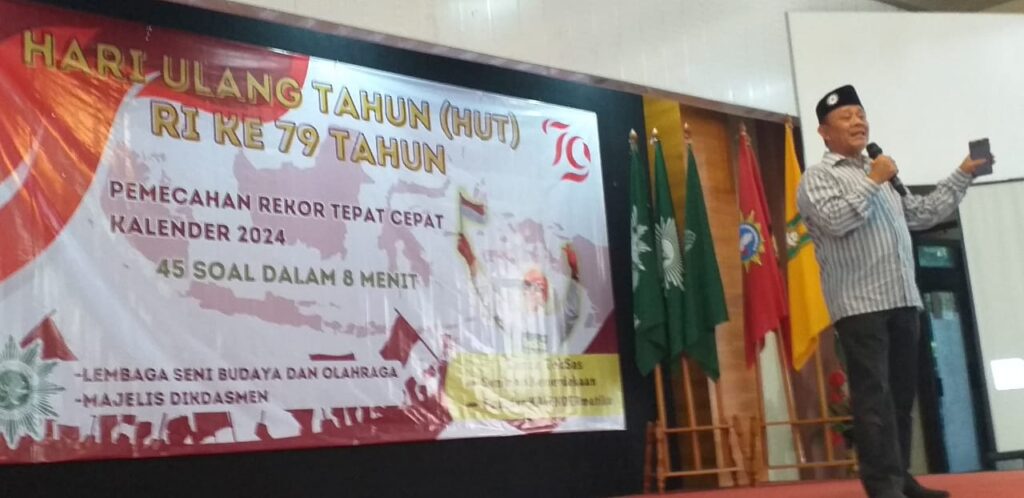 HARI ULANG TAHUN (HUT)
RI KE 79 TAHUN
79
PEMECAHAN REKOR TEPAT CEPAT
KALENDER 2024
45 SOAL DALAM 8 MENIT
-LEMBAGA SENI BUDAYA DAN OLAHRAGA
-MAJELIS DIKDASMEN